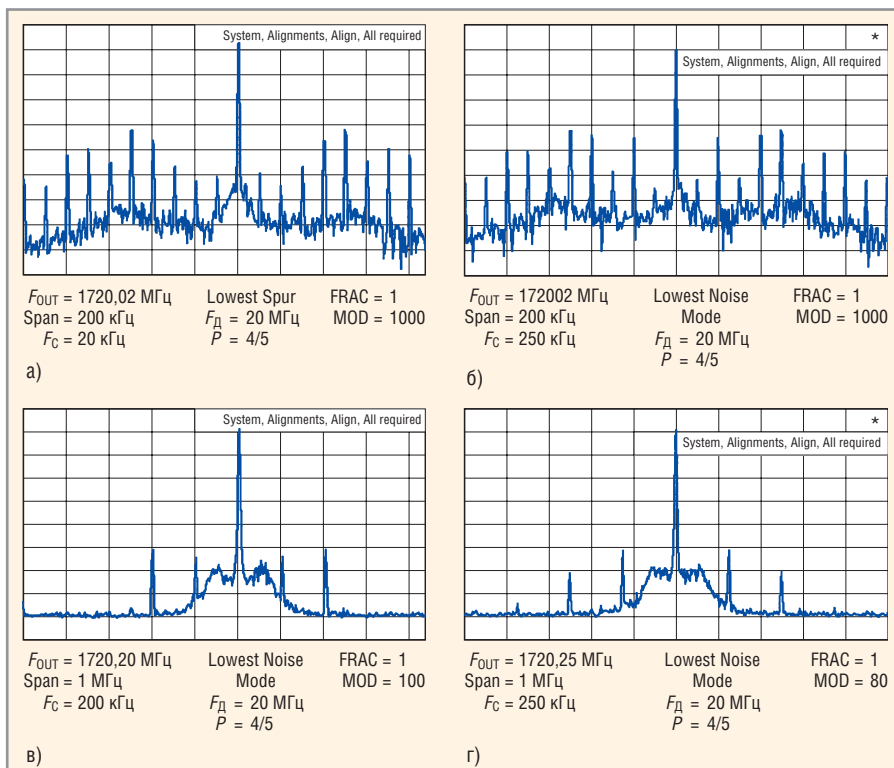 System, Alignments, Align, All required
F_OUT = 1720,02 МГц
Span = 200 кГц
F_C = 20 кГц
Lowest Spur
F_Д = 20 МГц
P = 4/5
FRAC = 1
MOD = 1000
а)
*
System, Alignments, Align, All required
F_OUT = 172002 МГц
Span = 200 кГц
F_C = 250 кГц
Lowest Noise
Mode
F_Д = 20 МГц
P = 4/5
FRAC = 1
MOD = 1000
б)
System, Alignments, Align, All required
F_OUT = 1720,20 МГц
Span = 1 МГц
F_C = 200 кГц
Lowest Noise
Mode
F_Д = 20 МГц
P = 4/5
FRAC = 1
MOD = 100
в)
*
System, Alignments, Align, All required
F_OUT = 1720,25 МГц
Span = 1 МГц
F_C = 250 кГц
Lowest Noise
Mode
F_Д = 20 МГц
P = 4/5
FRAC = 1
MOD = 80
г)